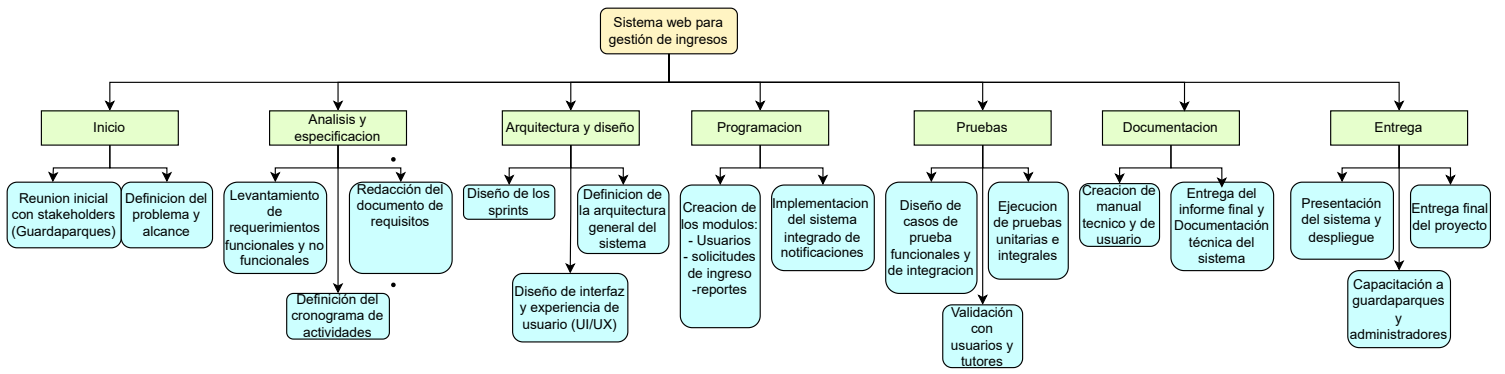 Sistema web para
gestión de ingresos
Inicio
Analisis y
especificacion
Arquitectura y diseño
Programacion
Pruebas
Documentacion
Entrega
Reunion inicial
con stakeholders
(Guardaparques)
Definicion del
problema y
alcance
Levantamiento
de
requerimientos
funcionales y no
funcionales
Redacción del
documento de
requisitos
Definición del
cronograma de
actividades
Diseño de los
sprints
Definicion de
la arquitectura
general del
sistema
Diseño de interfaz
y experiencia de
usuario (UI/UX)
Creacion de
los modulos:
- Usuarios
- solicitudes
de ingreso
-reportes
Implementacion
del sistema
integrado de
notificaciones
Diseño de
casos de
prueba
funcionales y
de integracion
Ejecucion
de pruebas
unitarias e
integrales
Validación
con
usuarios y
tutores
Creacion de
manual
tecnico y de
usuario
Entrega del
informe final y
Documentación
técnica del
sistema
Presentación
del sistema y
despliegue
Entrega final
del proyecto
Capacitación a
guardaparques
y
administradores